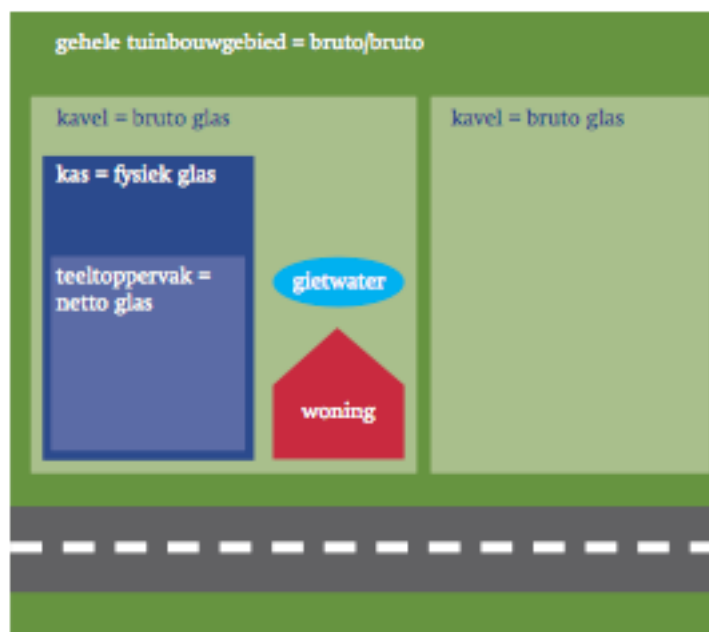 gehele tuinbouwgebied = bruto/bruto
kavel = bruto glas
kavel = bruto glas
kas = fysiek glas
teeltoppervak =
netto glas
gietwater
woning